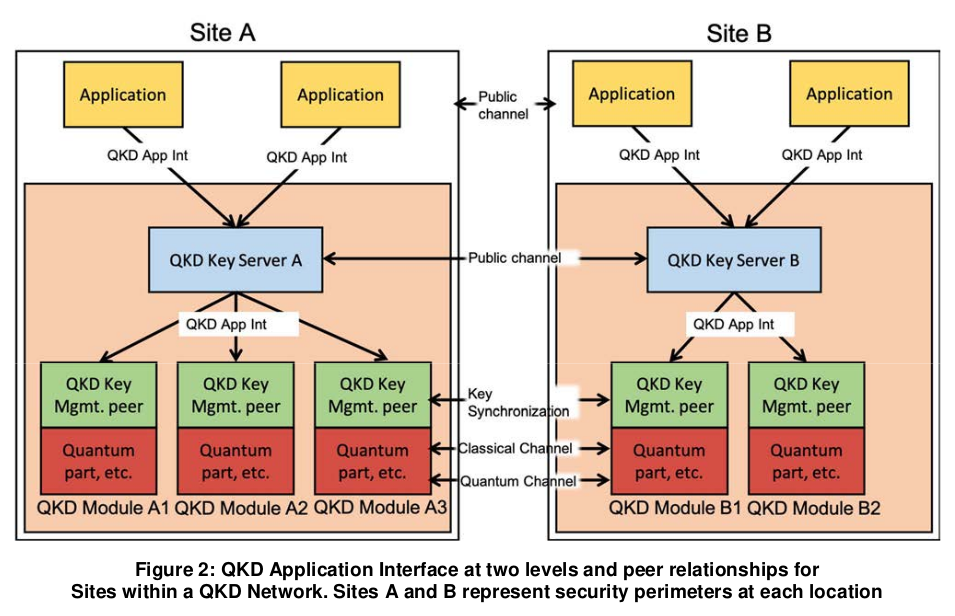 Site A
Site B
Application
Application
Public
channel
Application
Application
QKD App Int
QKD App Int
QKD App Int
QKD App Int
QKD Key Server A
Public channel
QKD Key Server B
QKD App Int
QKD App Int
QKD Key
Mgmt. peer
QKD Key
Mgmt. peer
QKD Key
Mgmt. peer
Key
Synchronization
QKD Key
Mgmt. peer
QKD Key
Mgmt. peer
Quantum
part, etc.
Quantum
part, etc.
Quantum
part, etc.
Classical Channel
Quantum Channel
Quantum
part, etc.
Quantum
part, etc.
QKD Module A1
QKD Module A2
QKD Module A3
QKD Module B1
QKD Module B2
Figure 2: QKD Application Interface at two levels and peer relationships for
Sites within a QKD Network. Sites A and B represent security perimeters at each location